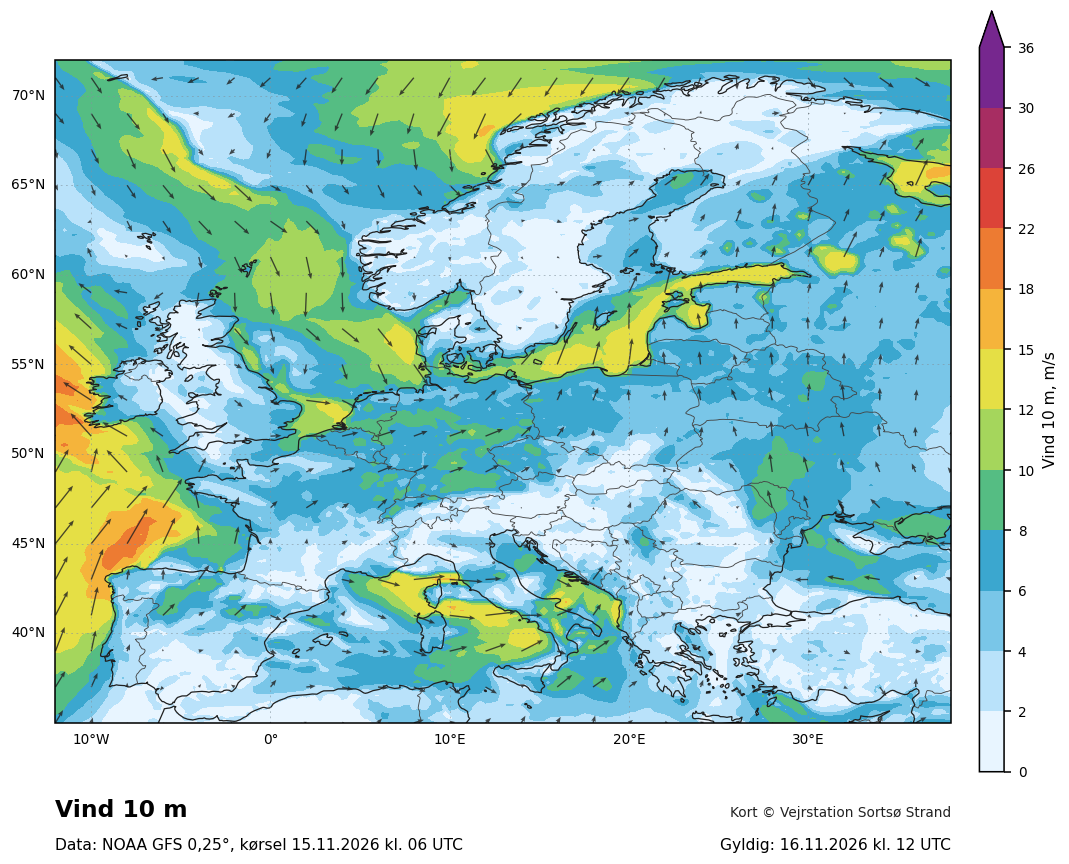 36
30
26
22
18
15
12
10
8
6
4
2
0
Vind 10 m, m/s
70°N
65°N
60°N
55°N
50°N
45°N
40°N
10°W
0°
10°E
20°E
30°E
Vind 10 m
Kort © Vejrstation Sortsø Strand
Data: NOAA GFS 0,25°, kørsel 15.11.2026 kl. 06 UTC
Gyldig: 16.11.2026 kl. 12 UTC